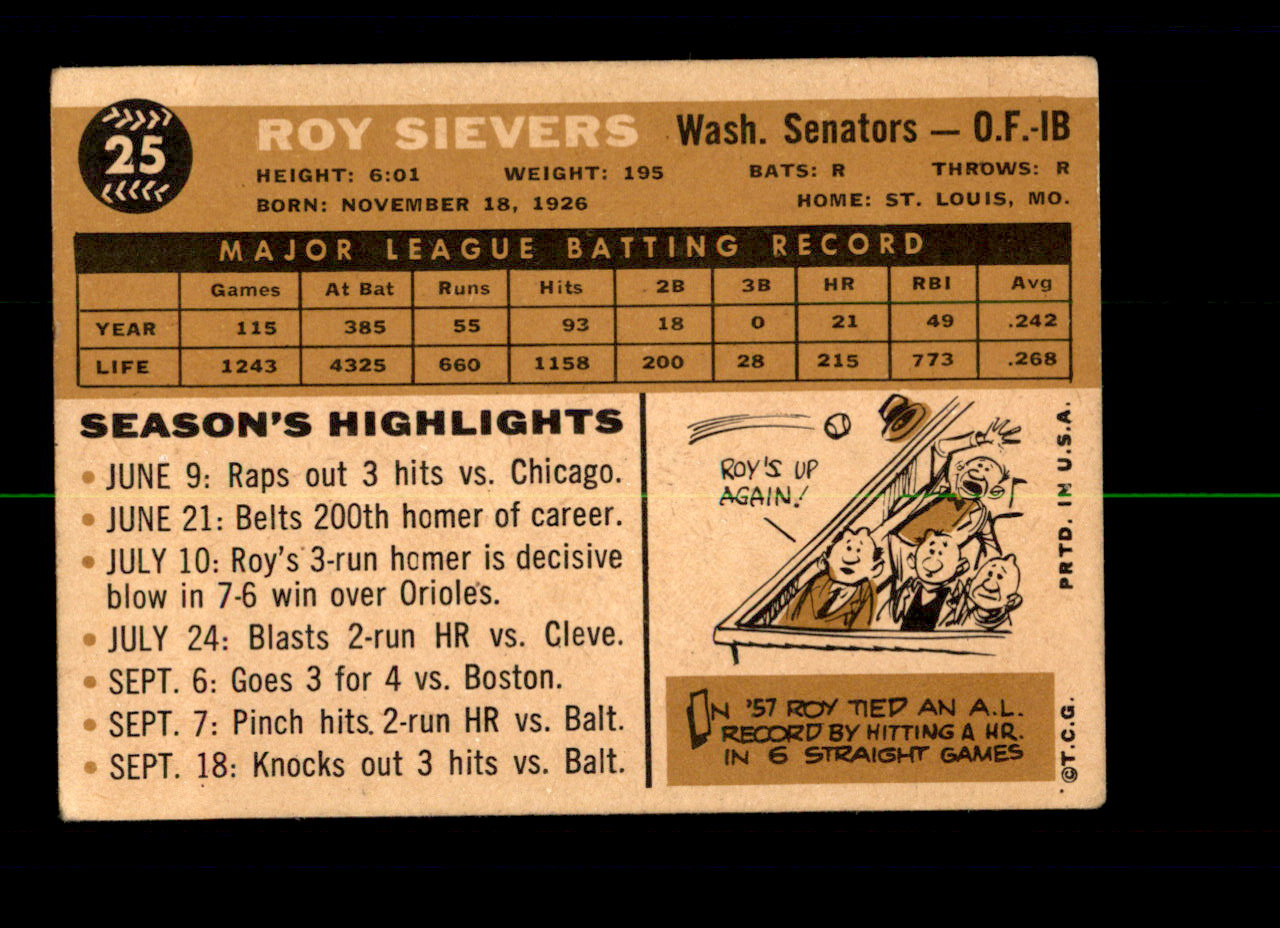 25
ROY SIEVERS Wash. Senators — O.F.-1B
HEIGHT: 6:01 WEIGHT: 195 BATS: R THROWS: R
BORN: NOVEMBER 18, 1926 HOME: ST. LOUIS, MO.
MAJOR LEAGUE BATTING RECORD
Games At Bat Runs Hits 2B 3B HR RBI Avg
YEAR 115 385 55 93 18 0 21 49 .242
LIFE 1243 4325 660 1158 200 28 215 773 .268
SEASON'S HIGHLIGHTS
• JUNE 9: Raps out 3 hits vs. Chicago.
• JUNE 21: Belts 200th homer of career.
• JULY 10: Roy's 3-run homer is decisive
blow in 7-6 win over Orioles.
• JULY 24: Blasts 2-run HR vs. Cleve.
• SEPT. 6: Goes 3 for 4 vs. Boston.
• SEPT. 7: Pinch hits 2-run HR vs. Balt.
• SEPT. 18: Knocks out 3 hits vs. Balt.
ROY'S UP
AGAIN!
IN '57 ROY TIED AN A.L.
RECORD BY HITTING A HR.
IN 6 STRAIGHT GAMES
PRTD. IN U.S.A.
©T.C.G.